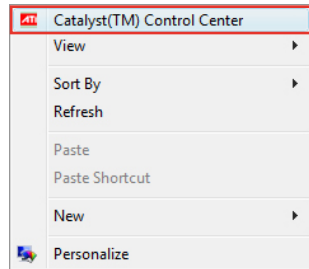 ATI Catalyst(TM) Control Center
View
Sort By
Refresh
Paste
Paste Shortcut
New
Personalize